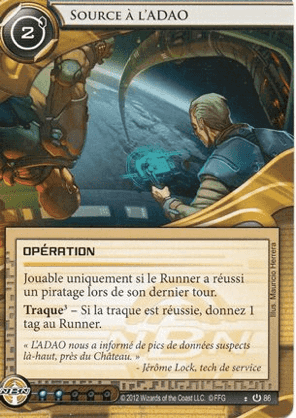 SOURCE À L'ADAO
2
OPÉRATION
Jouable uniquement si le Runner a réussi
un piratage lors de son dernier tour.
Traque³ – Si la traque est réussie, donnez 1
tag au Runner.
« L'ADAO nous a informé de pics de données suspects
là-haut, près du Château. »
- Jérôme Lock, tech de service
Illus. Mauricio Herrera
NBN
© 2012 Wizards of the Coast LLC. © FFG
86